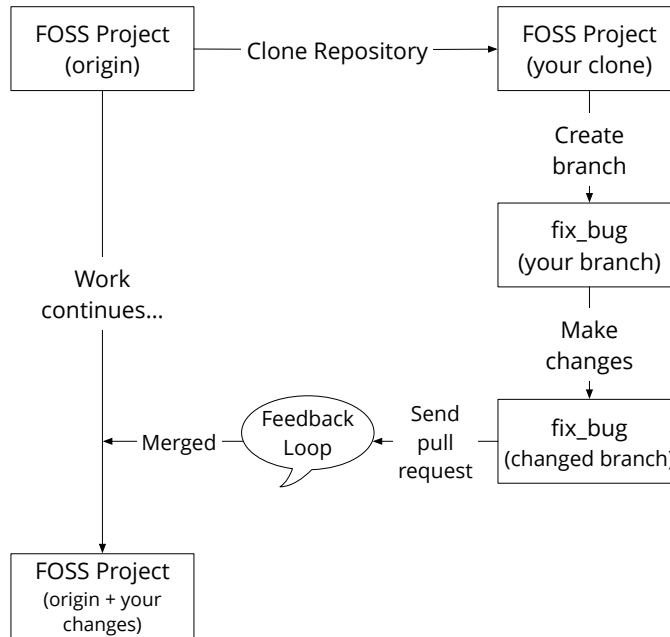 FOSS Project
(origin)
Clone Repository
FOSS Project
(your clone)
Create
branch
fix_bug
(your branch)
Make
changes
fix_bug
(changed branch)
Send
pull
request
Feedback
Loop
Merged
Work
continues...
FOSS Project
(origin + your
changes)